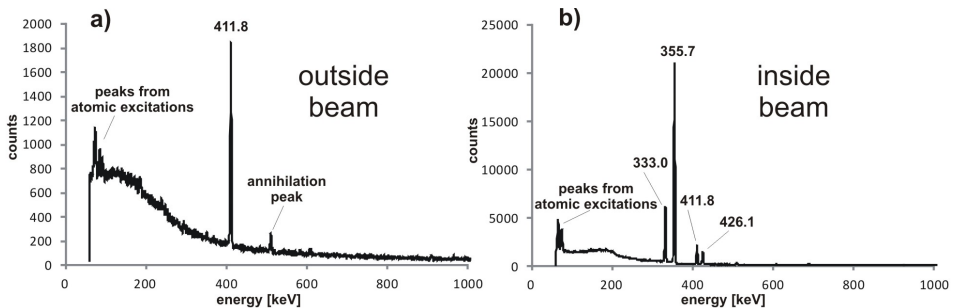 a)
411.8
outside
beam
peaks from
atomic excitations
annihilation
peak
counts
2000
1800
1600
1400
1200
1000
800
600
400
200
0
0 200 400 600 800 1000
energy [keV]
b)
355.7
inside
beam
333.0
411.8
426.1
peaks from
atomic excitations
counts
25000
20000
15000
10000
5000
0
0 200 400 600 800 1000
energy [keV]